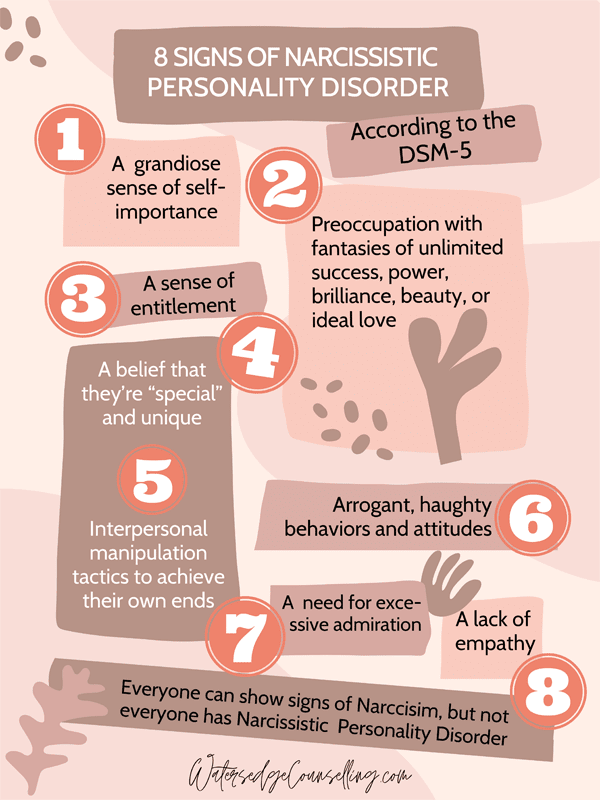 8 SIGNS OF NARCISSISTIC
PERSONALITY DISORDER
According to the
DSM-5
1
A grandiose
sense of self-
importance
2
Preoccupation with
fantasies of unlimited
success, power,
brilliance, beauty, or
ideal love
3
A sense of
entitlement
4
A belief that
they're “special”
and unique
5
Interpersonal
manipulation
tactics to achieve
their own ends
6
Arrogant, haughty
behaviors and attitudes
7
A need for exce-
ssive admiration
8
A lack of
empathy
Everyone can show signs of Narccisim, but not
everyone has Narcissistic Personality Disorder
WatersedgeCounselling.com